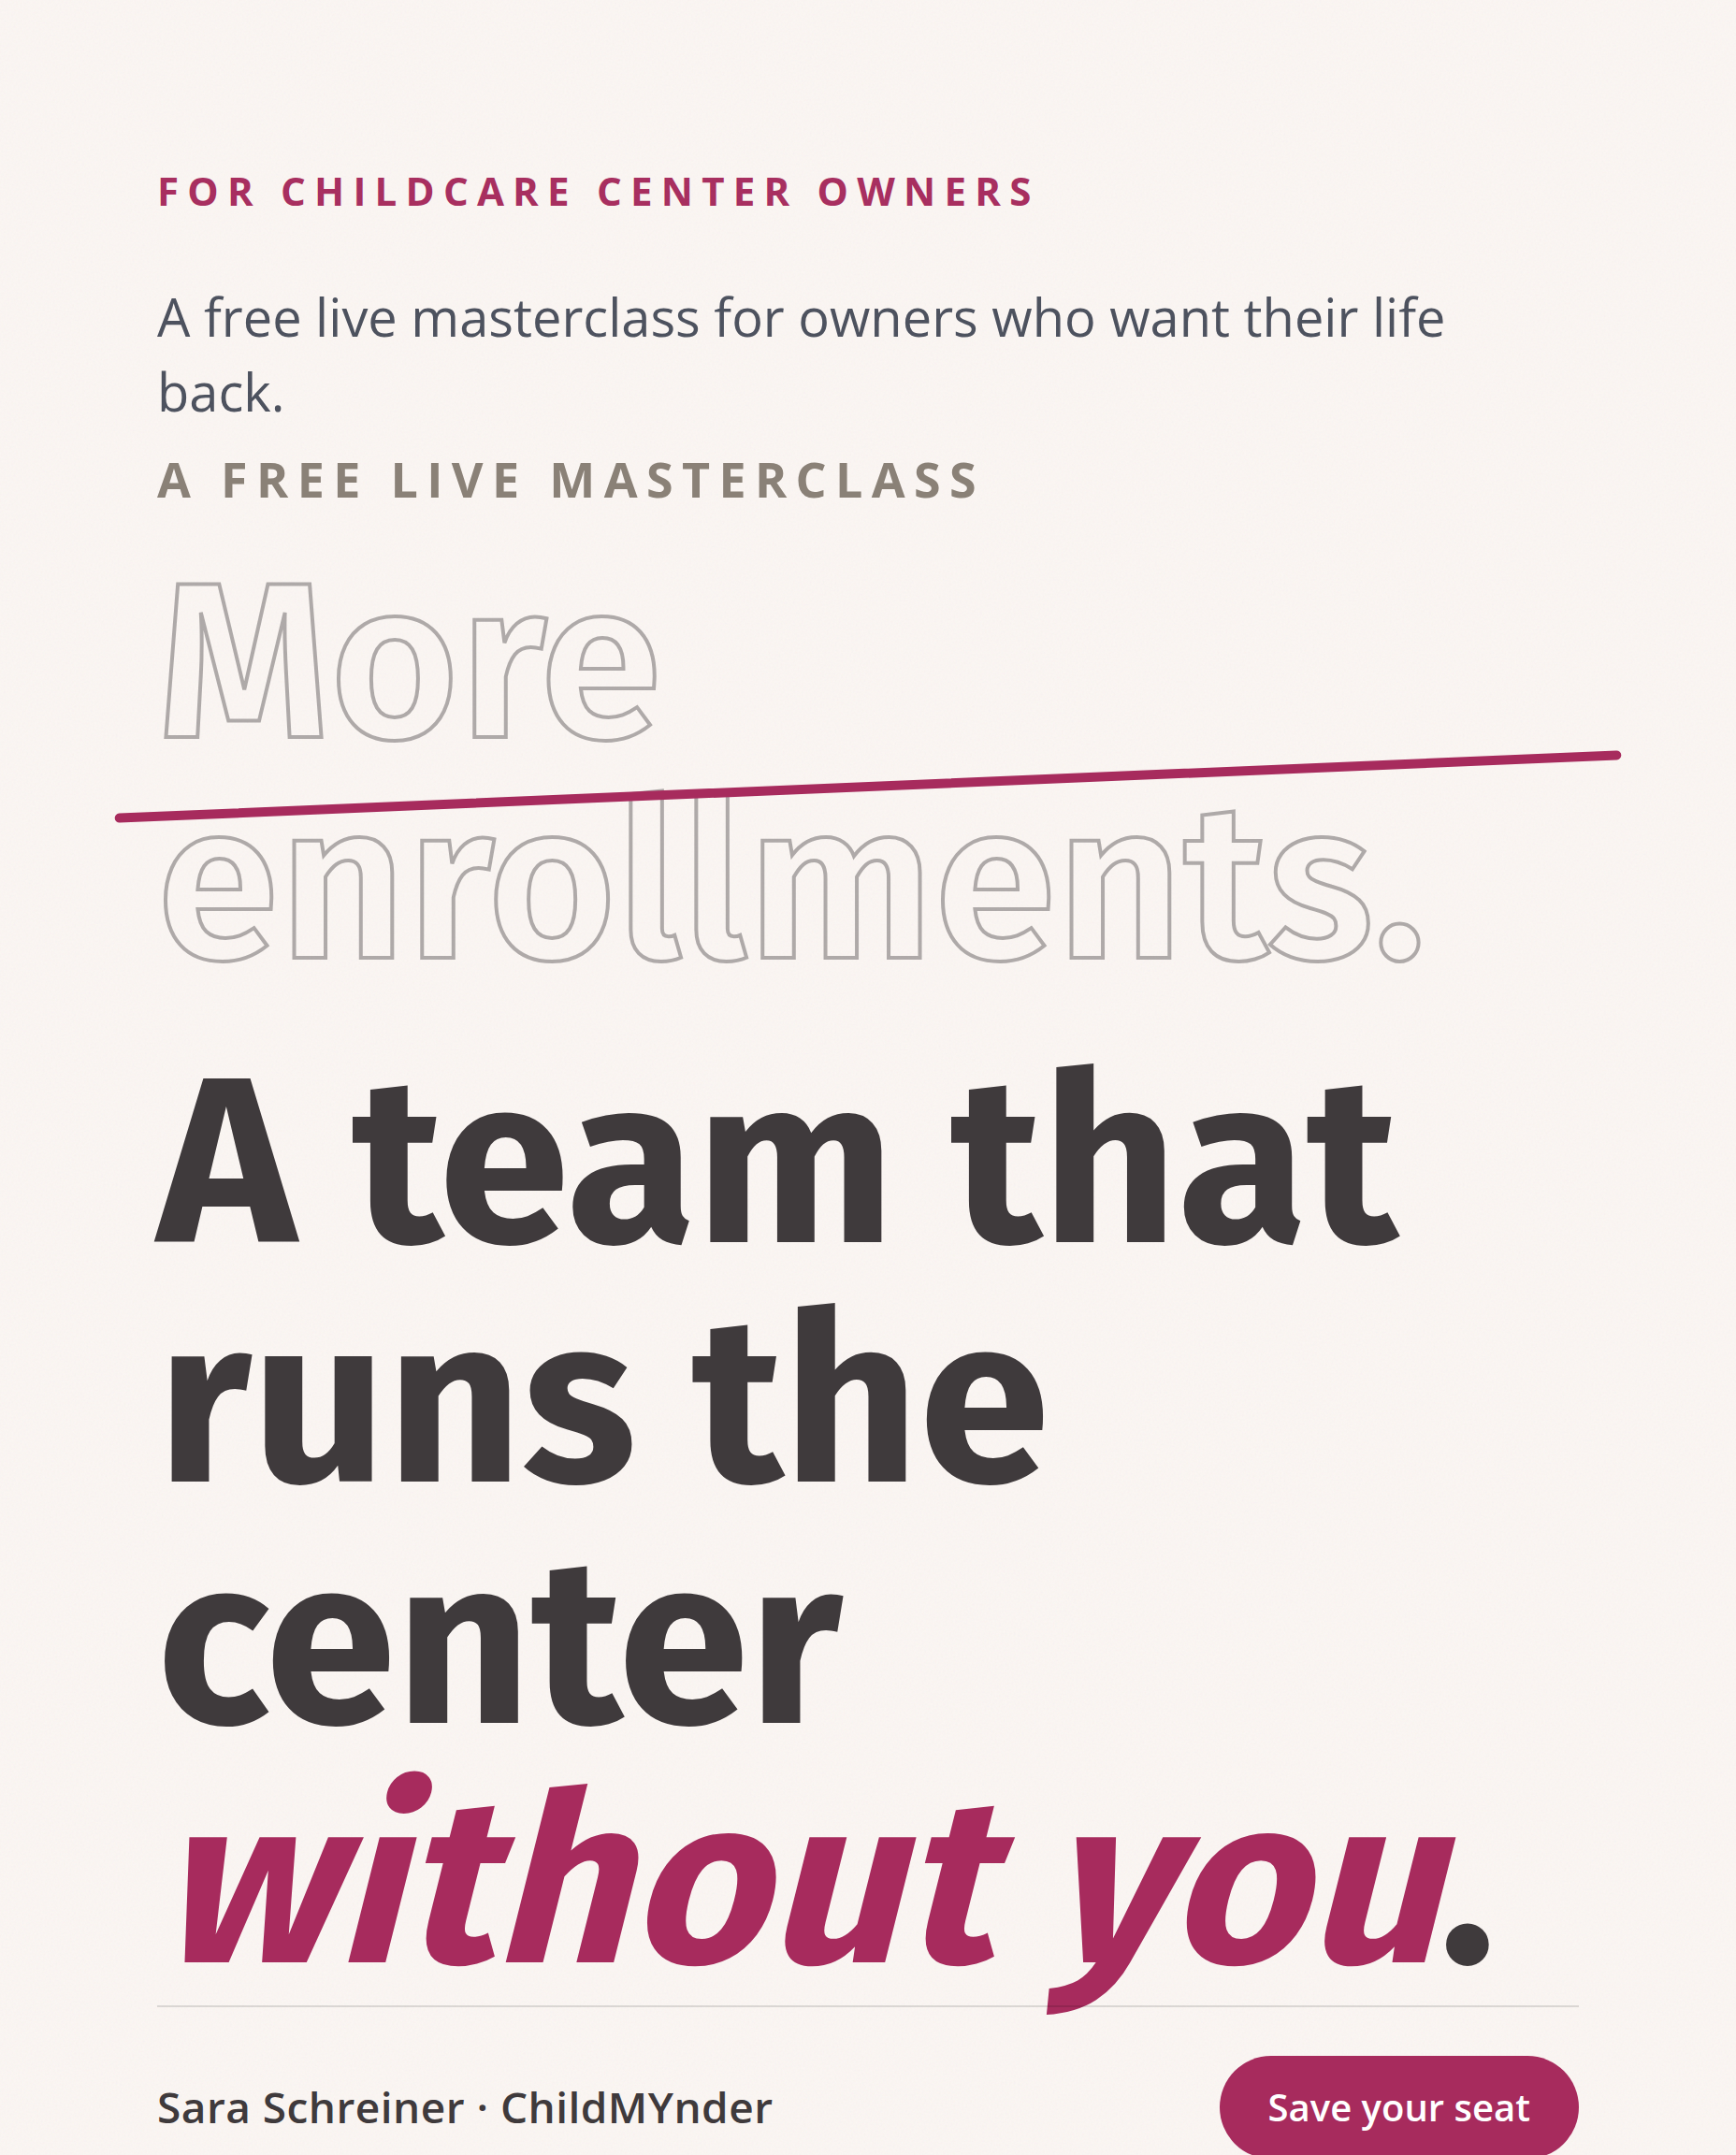 FOR CHILDCARE CENTER OWNERS
A free live masterclass for owners who want their life
back.
A FREE LIVE MASTERCLASS
More
enrollments.
A team that
runs the
center
without you.
Sara Schreiner · ChildMYnder
Save your seat